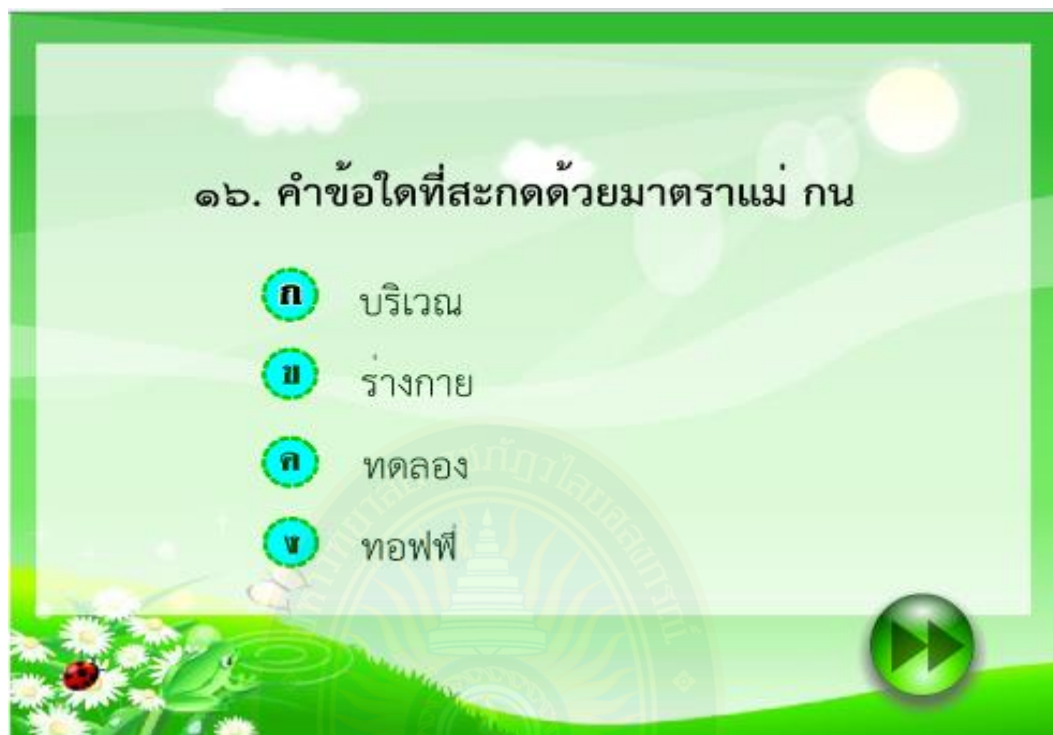 ๑๖. คำข้อใดที่สะกดด้วยมาตราแม่ กน
ก บริเวณ
ข ร่างกาย
ค ทดลอง
ง ทอฟฟี่